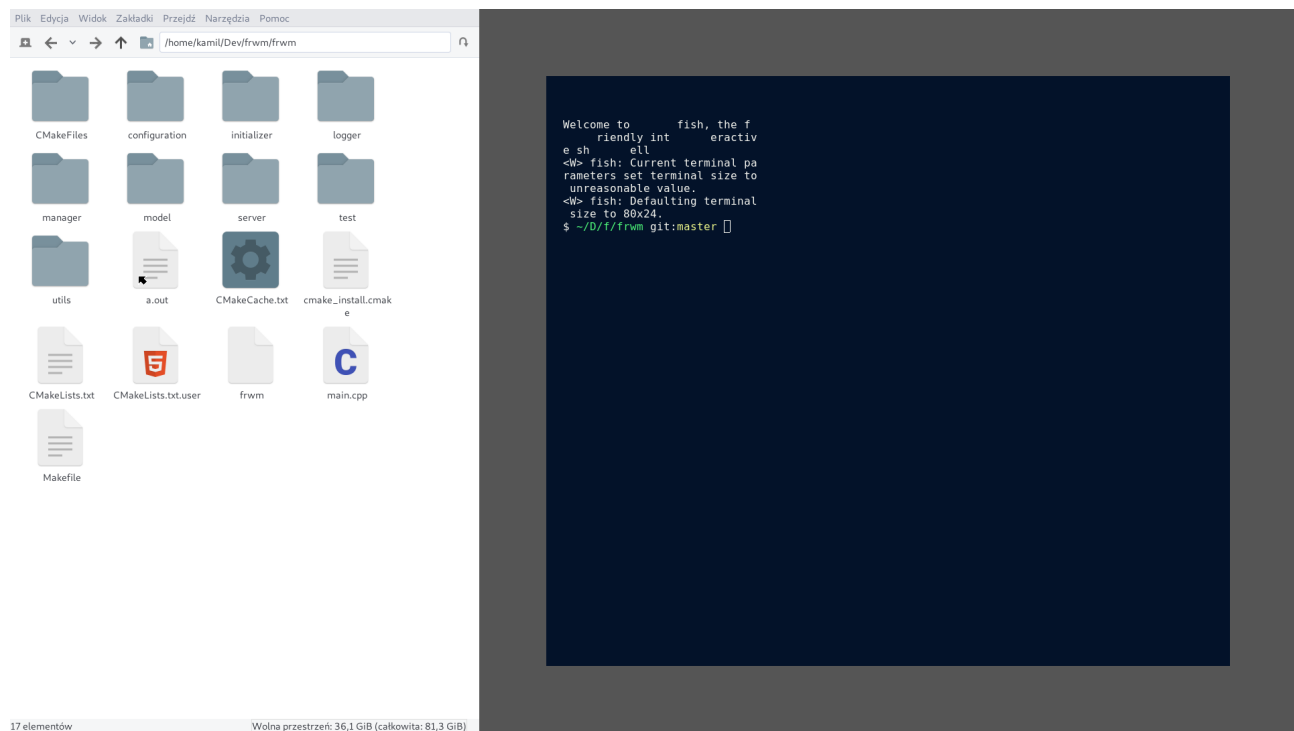 Plik Edycja Widok Zakładki Przejdź Narzędzia Pomoc
/home/kamil/Dev/frwm/frwm
CMakeFiles configuration initializer logger
manager model server test
utils a.out CMakeCache.txt cmake_install.cmak
e
CMakeLists.txt CMakeLists.txt.user frwm main.cpp
Makefile
17 elementów Wolna przestrzeń: 36,1 GiB (całkowita: 81,3 GiB)
Welcome to fish, the f
riendly int eractiv
e sh ell
<W> fish: Current terminal pa
rameters set terminal size to
unreasonable value.
<W> fish: Defaulting terminal
size to 80x24.
$ ~/D/f/frwm git:master